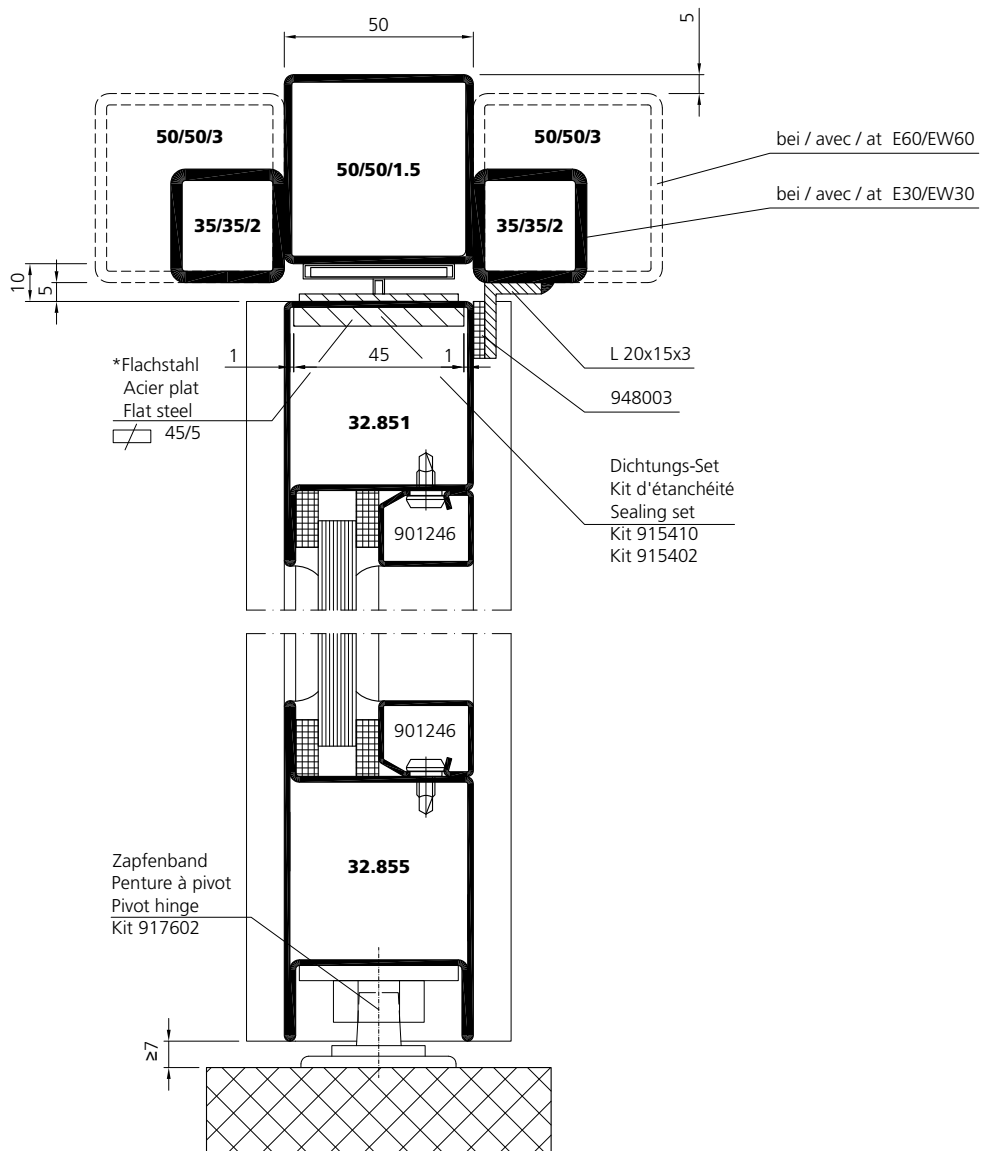 50
5
50/50/3
50/50/3
bei / avec / at E60/EW60
50/50/1.5
bei / avec / at E30/EW30
35/35/2
35/35/2
10
5
1
45
1
L 20x15x3
*Flachstahl
Acier plat
Flat steel
45/5
948003
32.851
Dichtungs-Set
Kit d'étanchéité
Sealing set
Kit 915410
Kit 915402
901246
901246
32.855
Zapfenband
Penture à pivot
Pivot hinge
Kit 917602
≥7